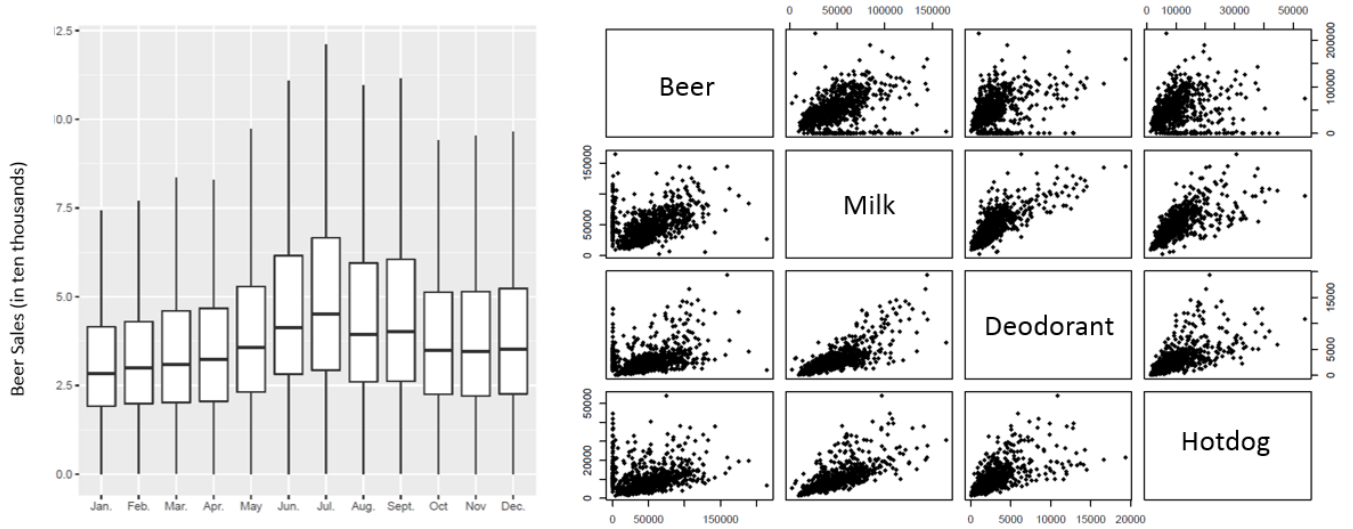 Beer Sales (in ten thousands)
12.5
10.0
7.5
5.0
2.5
0.0
Jan. Feb. Mar. Apr. May Jun. Jul. Aug. Sept. Oct Nov Dec.
0 50000 100000 150000
0 10000 30000 50000
Beer
200000
100000
0
150000
50000
0
Milk
Deodorant
15000
5000
0
50000
20000
0
Hotdog
0 50000 150000
0 5000 10000 15000 20000